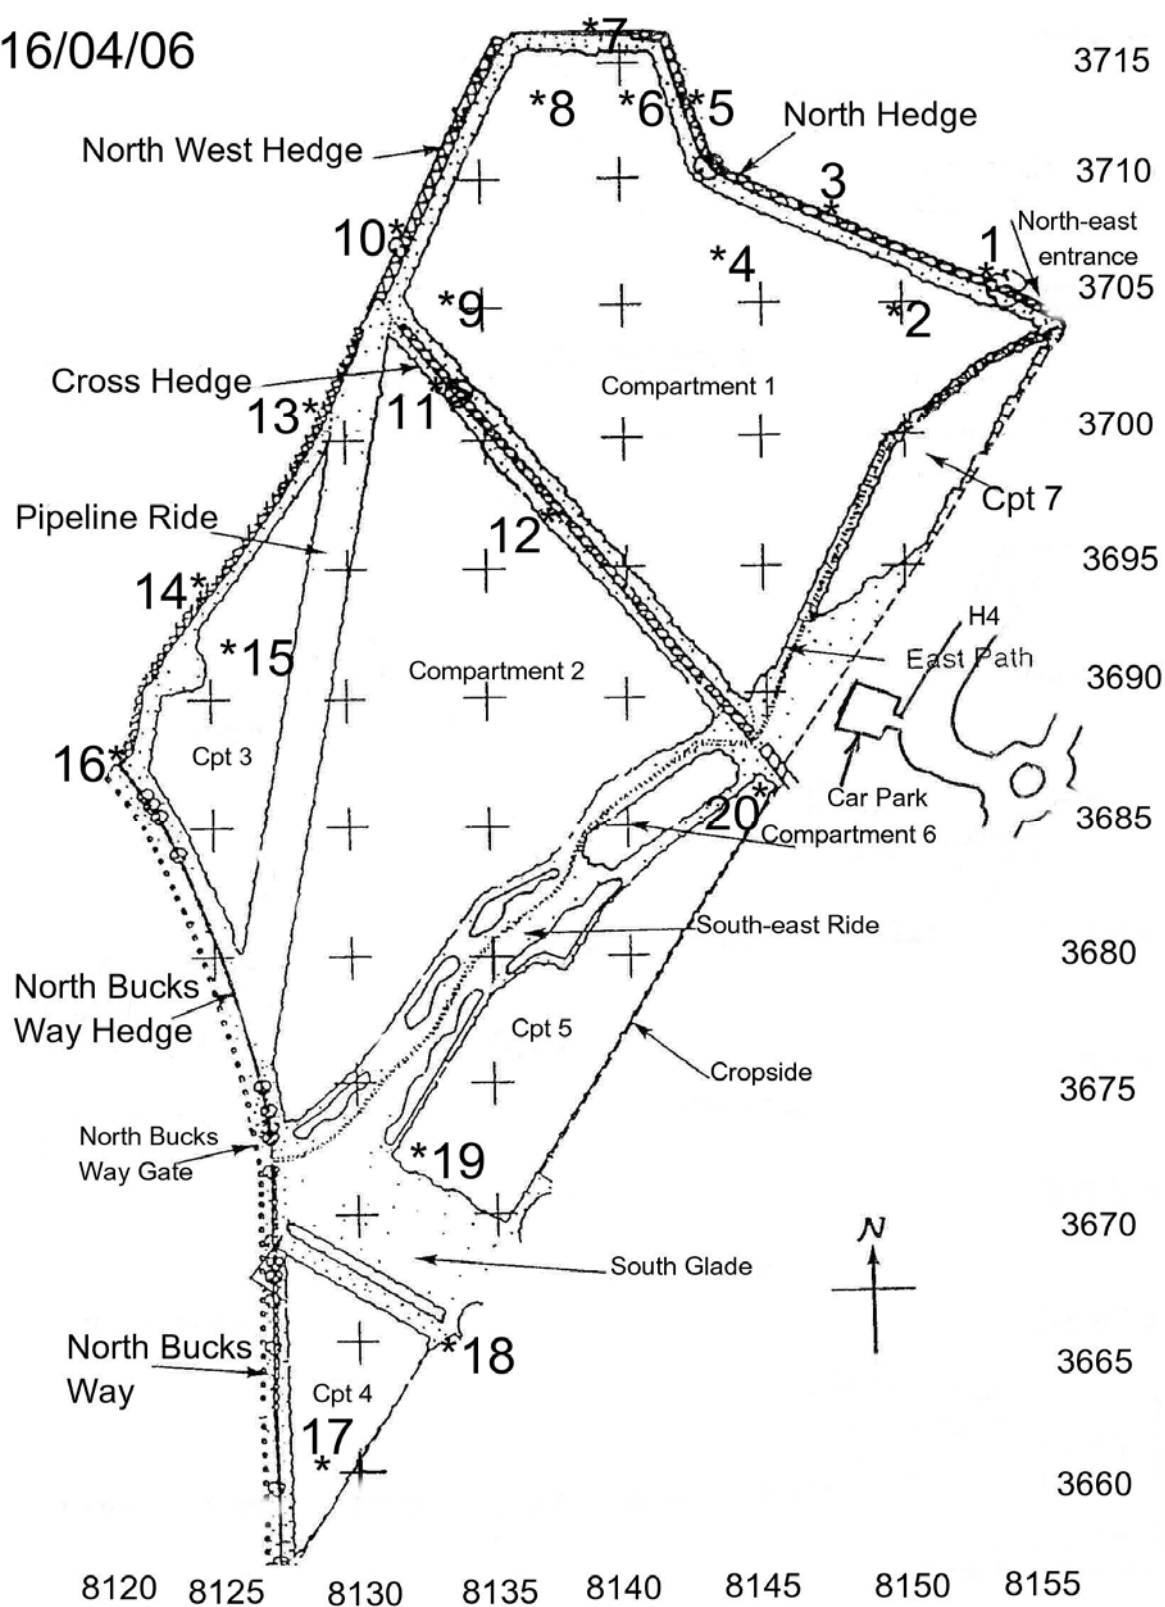 16/04/06
*7
3715
*8
*6
*5
North Hedge
North West Hedge
3710
3
*
10*
1
*
North-east
entrance
*4
3705
*9
*2
Cross Hedge
Compartment 1
13*
11*
3700
Pipeline Ride
Cpt 7
12*
3695
14*
H4
*15
East Path
Compartment 2
3690
16*
Cpt 3
Car Park
20*
3685
Compartment 6
South-east Ride
3680
North Bucks
Way Hedge
Cpt 5
Cropside
3675
North Bucks
Way Gate
*19
3670
N
South Glade
North Bucks
Way
*18
3665
Cpt 4
17
*
3660
8120 8125 8130 8135 8140 8145 8150 8155